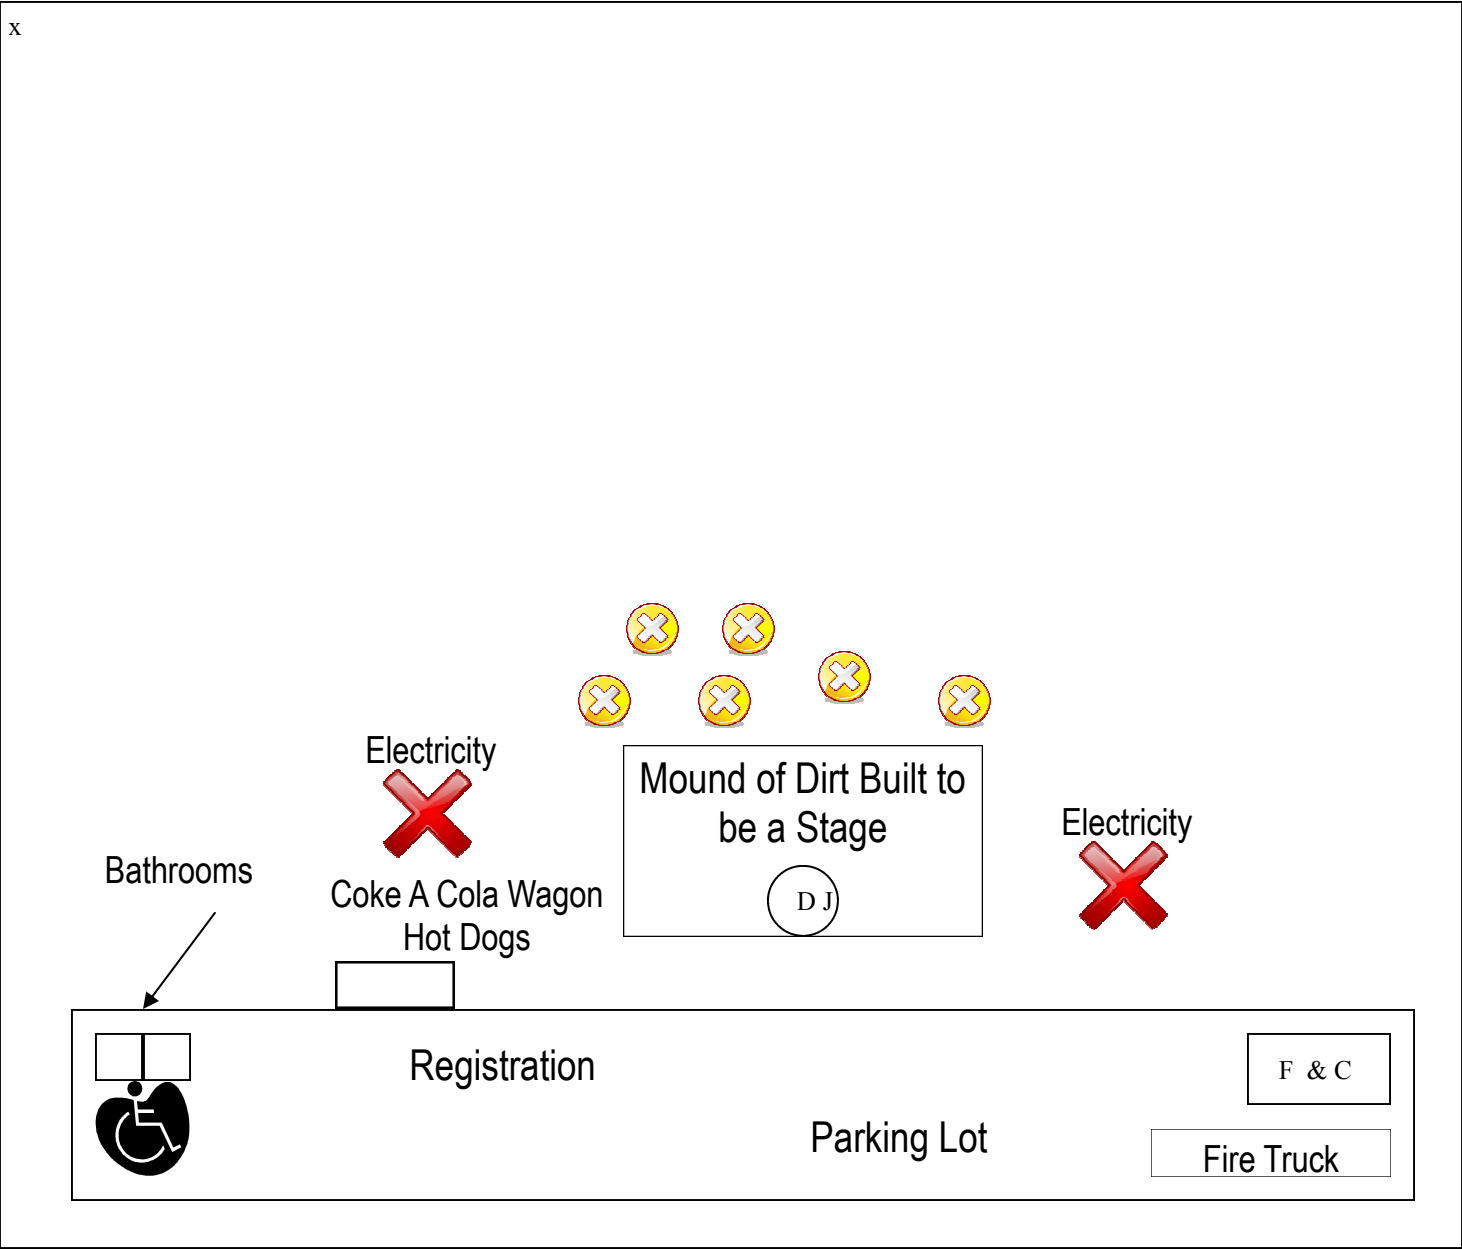 x
Electricity
Mound of Dirt Built to
be a Stage
Electricity
Bathrooms
Coke A Cola Wagon
Hot Dogs
D J
Registration
F & C
Parking Lot
Fire Truck